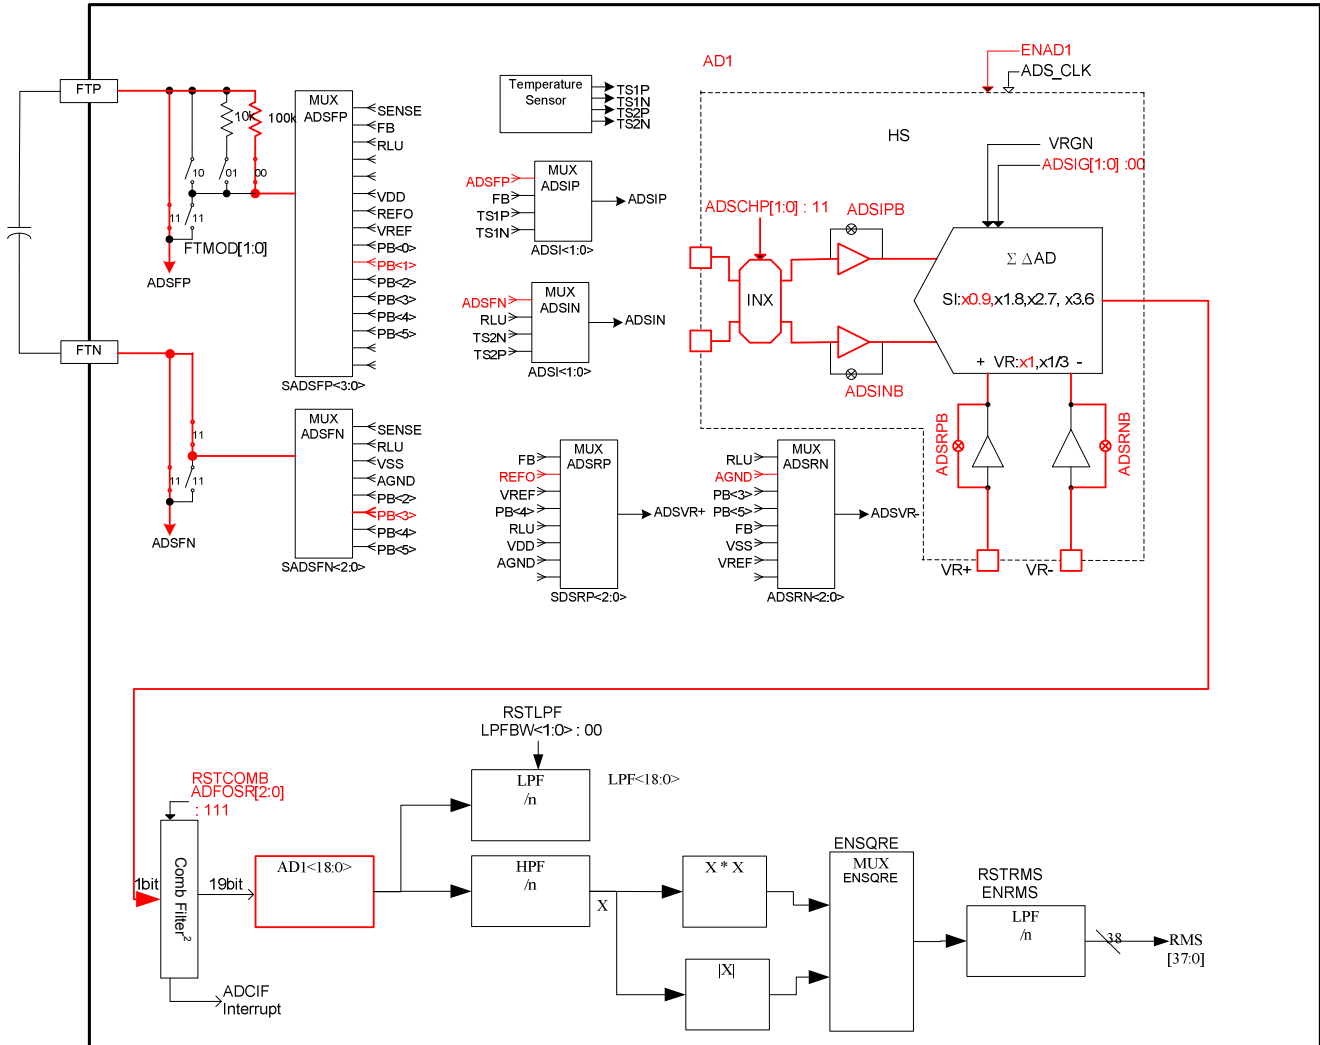 FTP
10k
100k
10
01
00
11
11
FTMOD[1:0]
ADSFP
FTN
11
11
11
ADSFN
MUX
ADSFP
SENSE
FB
RLU
VDD
REFO
VREF
PB<0>
PB<1>
PB<2>
PB<3>
PB<4>
PB<5>
SADSFP<3:0>
MUX
ADSFN
SENSE
RLU
VSS
AGND
PB<2>
PB<3>
PB<4>
PB<5>
SADSFN<2:0>
Temperature
Sensor
TS1P
TS1N
TS2P
TS2N
MUX
ADSIP
ADSFP
FB
TS1P
TS1N
ADSIP
ADSI<1:0>
MUX
ADSIN
ADSFN
RLU
TS2N
TS2P
ADSIN
ADSI<1:0>
MUX
ADSRP
FB
REFO
VREF
PB<4>
RLU
VDD
AGND
ADSVR+
SDSRP<2:0>
MUX
ADSRN
RLU
AGND
PB<3>
PB<5>
FB
VSS
VREF
ADSVR-
ADSRN<2:0>
AD1
ENAD1
ADS_CLK
HS
VRGN
ADSIG[1:0] :00
ADSCHP[1:0] : 11
ADSIPB
INX
ADSINB
Σ ΔAD
SI:x0.9,x1.8,x2.7, x3.6
+ VR:x1,x1/3 -
ADSRPB
ADSRNB
VR+
VR-
RSTLPF
LPFBW<1:0> : 00
LPF
/n
LPF<18:0>
RSTCOMB
ADFOSR[2:0]
: 111
1bit
Comb Filter2
19bit
AD1<18:0>
HPF
/n
X
X * X
|X|
ENSQRE
MUX
ENSQRE
RSTRMS
ENRMS
LPF
/n
38
RMS
[37:0]
ADCIF
Interrupt